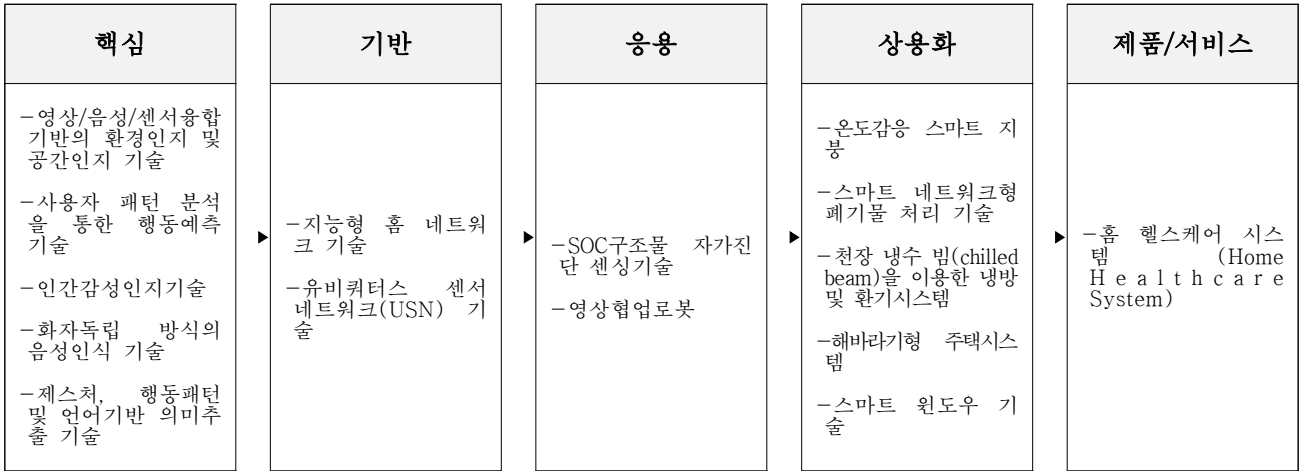 핵심
-영상/음성/센서융합
기반의 환경인지 및
공간인지 기술
-사용자 패턴 분석
을 통한 행동예측
기술
-인간감성인지기술
-화자독립 방식의
음성인식 기술
-제스처, 행동패턴
및 언어기반 의미추
출 기술
▶
기반
-지능형 홈 네트워
크 기술
-유비쿼터스 센서
네트워크(USN) 기
술
▶
응용
-SOC구조물 자가진
단 센싱기술
-영상협업로봇
▶
상용화
-온도감응 스마트 지
붕
-스마트 네트워크형
폐기물 처리 기술
-천장 냉수 빔(chilled
beam)을 이용한 냉방
및 환기시스템
-해바라기형 주택시스
템
-스마트 윈도우 기
술
▶
제품/서비스
-홈 헬스케어 시스
템 (Home
Healthcare
System)